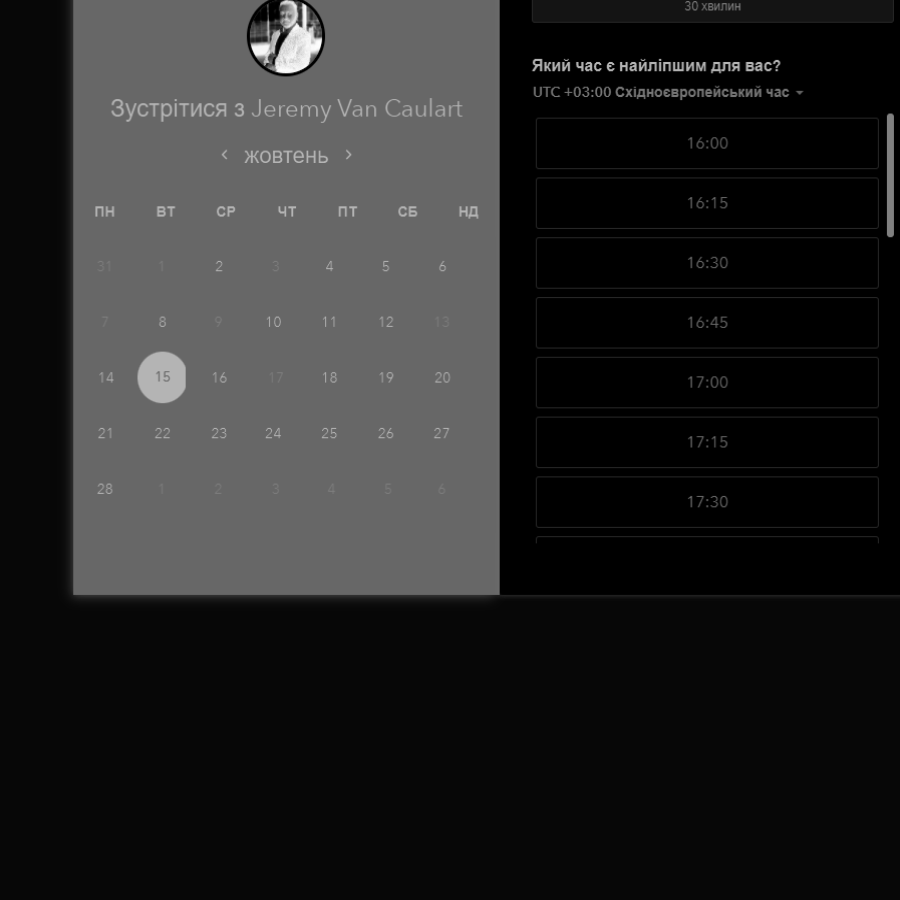 Зустрітися з Jeremy Van Caulart
жовтень
ПН ВТ СР ЧТ ПТ СБ НД
31 1 2 3 4 5 6
7 8 9 10 11 12 13
14 15 16 17 18 19 20
21 22 23 24 25 26 27
28 1 2 3 4 5 6
30 хвилин
Який час є найліпшим для вас?
UTC +03:00 Східноєвропейський час
16:00
16:15
16:30
16:45
17:00
17:15
17:30